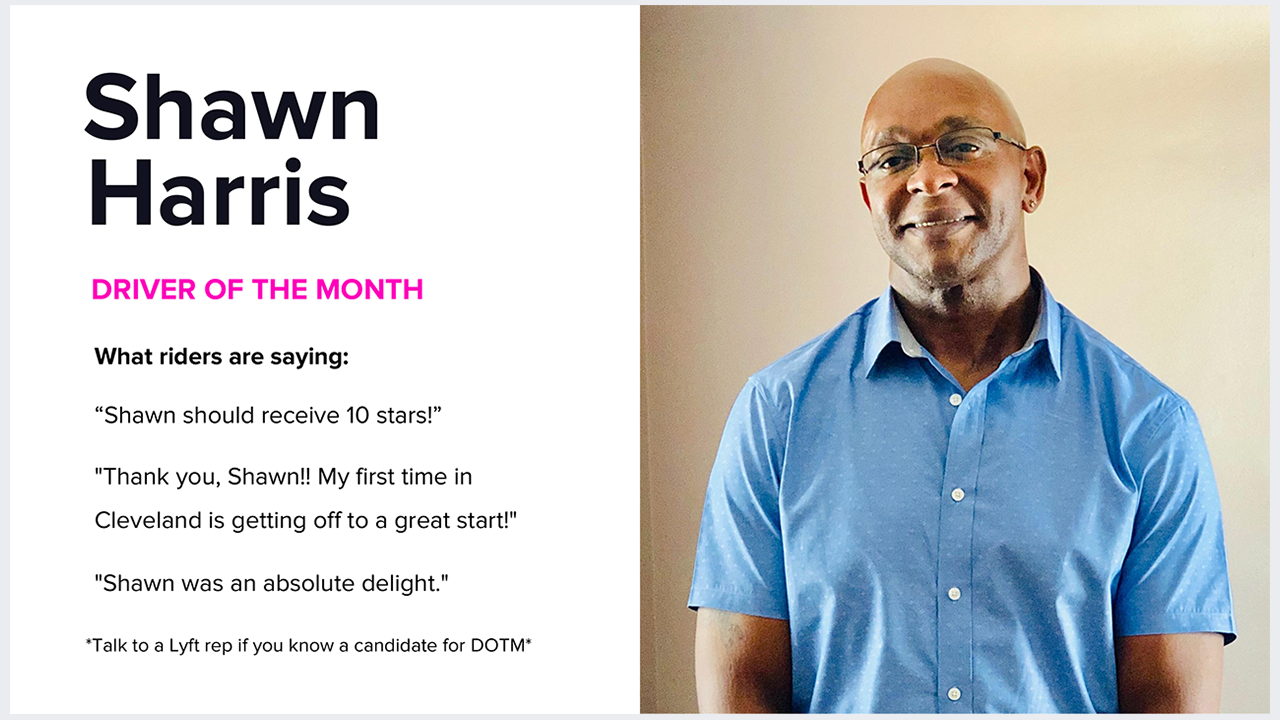 Shawn
Harris
DRIVER OF THE MONTH
What riders are saying:
“Shawn should receive 10 stars!”
"Thank you, Shawn!! My first time in
Cleveland is getting off to a great start!"
"Shawn was an absolute delight."
*Talk to a Lyft rep if you know a candidate for DOTM*